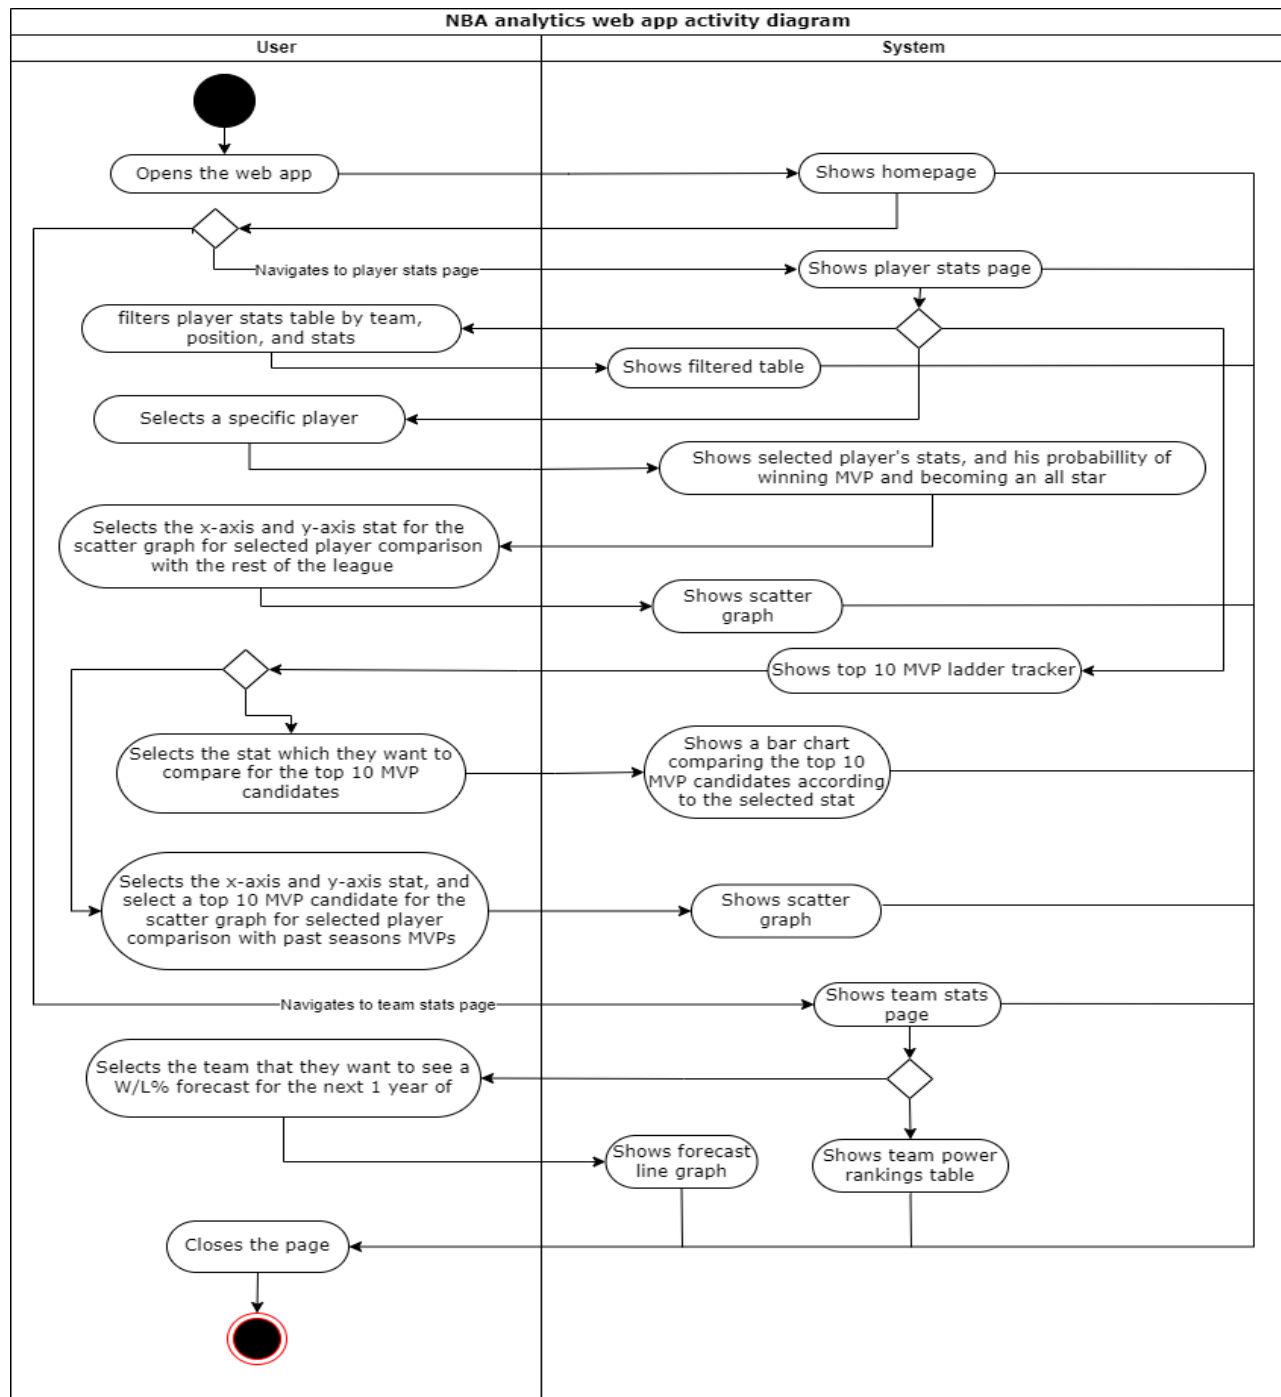 NBA analytics web app activity diagram
User
System
Opens the web app
Shows homepage
Navigates to player stats page
Shows player stats page
filters player stats table by team,
position, and stats
Shows filtered table
Selects a specific player
Shows selected player's stats, and his probabillity of
winning MVP and becoming an all star
Selects the x-axis and y-axis stat for the
scatter graph for selected player comparison
with the rest of the league
Shows scatter
graph
Shows top 10 MVP ladder tracker
Selects the stat which they want to
compare for the top 10 MVP
candidates
Shows a bar chart
comparing the top 10
MVP candidates according
to the selected stat
Selects the x-axis and y-axis stat, and
select a top 10 MVP candidate for the
scatter graph for selected player
comparison with past seasons MVPs
Shows scatter
graph
Navigates to team stats page
Shows team stats
page
Selects the team that they want to see a
W/L% forecast for the next 1 year of
Shows forecast
line graph
Shows team power
rankings table
Closes the page